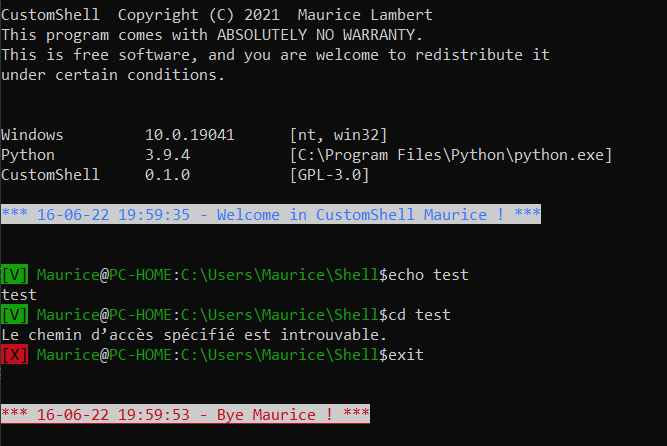 CustomShell  Copyright (C) 2021  Maurice Lambert
This program comes with ABSOLUTELY NO WARRANTY.
This is free software, and you are welcome to redistribute it
under certain conditions.
Windows         10.0.19041      [nt, win32]
Python          3.9.4           [C:\Program Files\Python\python.exe]
CustomShell     0.1.0           [GPL-3.0]
*** 16-06-22 19:59:35 - Welcome in CustomShell Maurice ! ***
[V] Maurice@PC-HOME:C:\Users\Maurice\Shell$echo test
test
[V] Maurice@PC-HOME:C:\Users\Maurice\Shell$cd test
Le chemin d’accès spécifié est introuvable.
[X] Maurice@PC-HOME:C:\Users\Maurice\Shell$exit
*** 16-06-22 19:59:53 - Bye Maurice ! ***